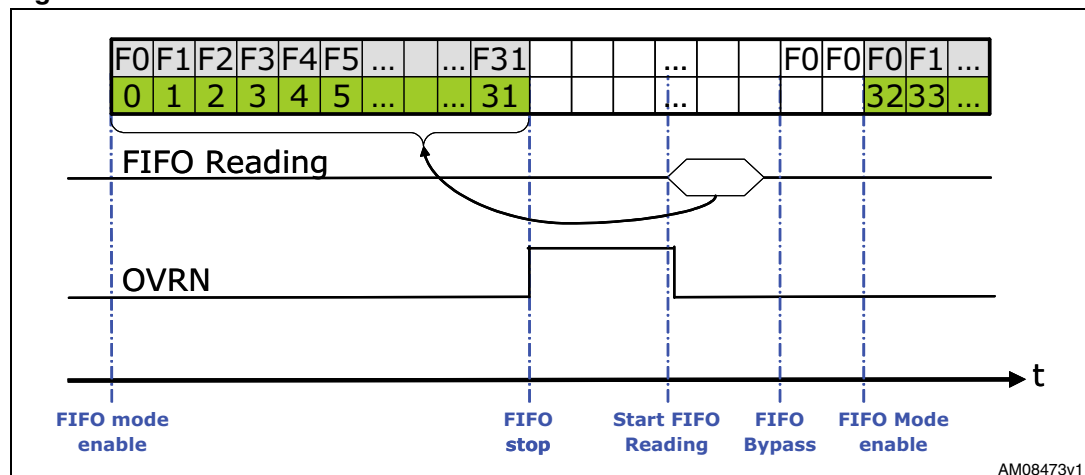 F0 F1 F2 F3 F4 F5 ... ... F31 ... F0 F0 F0 F1 ...
0 1 2 3 4 5 ... ... 31 ... 32 33 ...
FIFO Reading
OVRN
t
FIFO mode enable
FIFO stop
Start FIFO Reading
FIFO Bypass
FIFO Mode enable
AM08473v1